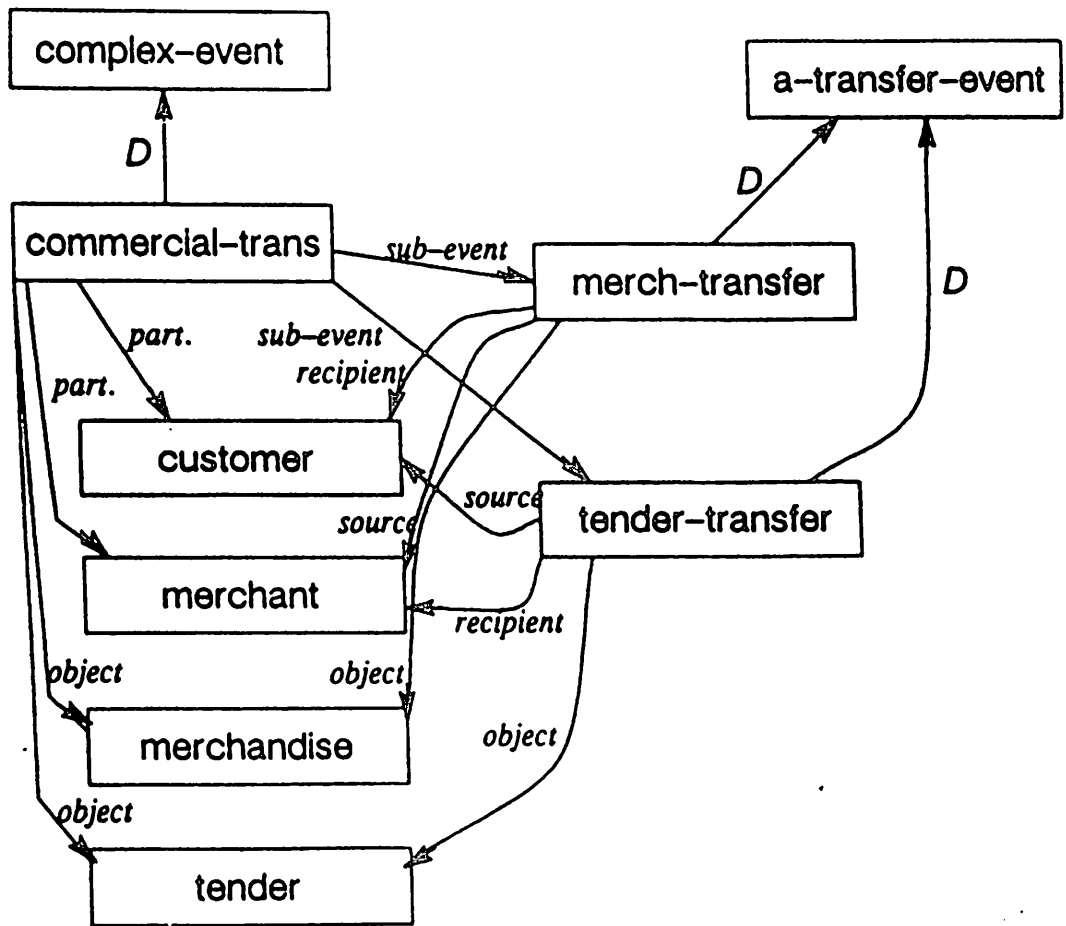 complex-event
a-transfer-event
D
D
commercial-trans
sub-event
merch-transfer
D
part.
sub-event
recipient
part.
customer
source
tender-transfer
source
merchant
recipient
object
object
merchandise
object
object
tender